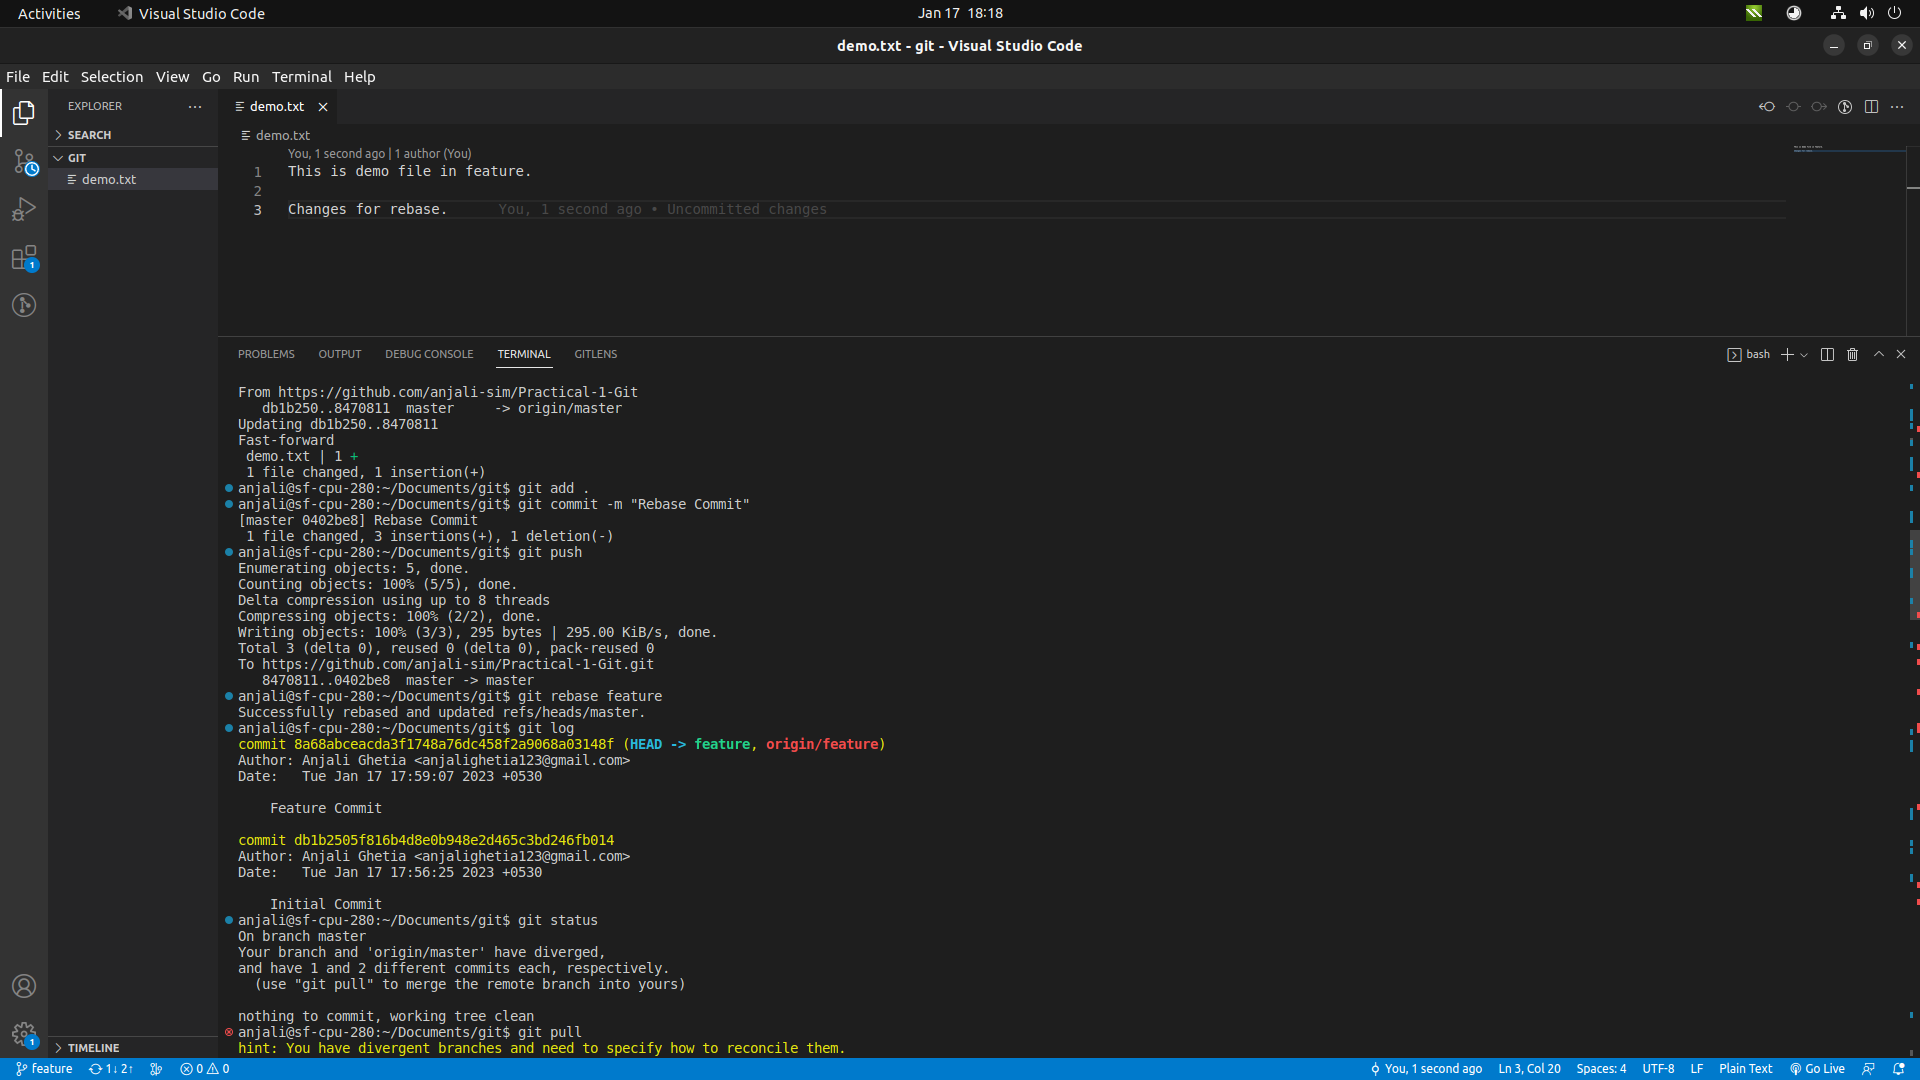 Activities
Visual Studio Code
Jan 17 18:18
demo.txt - git - Visual Studio Code
File Edit Selection View Go Run Terminal Help
EXPLORER
SEARCH
GIT
demo.txt
demo.txt
demo.txt
You, 1 second ago | 1 author (You)
1 This is demo file in feature.
2
3 Changes for rebase. You, 1 second ago • Uncommitted changes
PROBLEMS OUTPUT DEBUG CONSOLE TERMINAL GITLENS
bash
From https://github.com/anjali-sim/Practical-1-Git
db1b250..8470811 master -> origin/master
Updating db1b250..8470811
Fast-forward
demo.txt | 1 +
1 file changed, 1 insertion(+)
anjali@sf-cpu-280:~/Documents/git$ git add .
anjali@sf-cpu-280:~/Documents/git$ git commit -m "Rebase Commit"
[master 0402be8] Rebase Commit
1 file changed, 3 insertions(+), 1 deletion(-)
anjali@sf-cpu-280:~/Documents/git$ git push
Enumerating objects: 5, done.
Counting objects: 100% (5/5), done.
Delta compression using up to 8 threads
Compressing objects: 100% (2/2), done.
Writing objects: 100% (3/3), 295 bytes | 295.00 KiB/s, done.
Total 3 (delta 0), reused 0 (delta 0), pack-reused 0
To https://github.com/anjali-sim/Practical-1-Git.git
8470811..0402be8 master -> master
anjali@sf-cpu-280:~/Documents/git$ git rebase feature
Successfully rebased and updated refs/heads/master.
anjali@sf-cpu-280:~/Documents/git$ git log
commit 8a68abceacda3f1748a76dc458f2a9068a03148f (HEAD -> feature, origin/feature)
Author: Anjali Ghetia <anjalighetia123@gmail.com>
Date: Tue Jan 17 17:59:07 2023 +0530
Feature Commit
commit db1b2505f816b4d8e0b948e2d465c3bd246fb014
Author: Anjali Ghetia <anjalighetia123@gmail.com>
Date: Tue Jan 17 17:56:25 2023 +0530
Initial Commit
anjali@sf-cpu-280:~/Documents/git$ git status
On branch master
Your branch and 'origin/master' have diverged,
and have 1 and 2 different commits each, respectively.
(use "git pull" to merge the remote branch into yours)
nothing to commit, working tree clean
anjali@sf-cpu-280:~/Documents/git$ git pull
hint: You have divergent branches and need to specify how to reconcile them.
1
1
TIMELINE
feature 1↓ 2↑ 0 0 You, 1 second ago Ln 3, Col 20 Spaces: 4 UTF-8 LF Plain Text Go Live